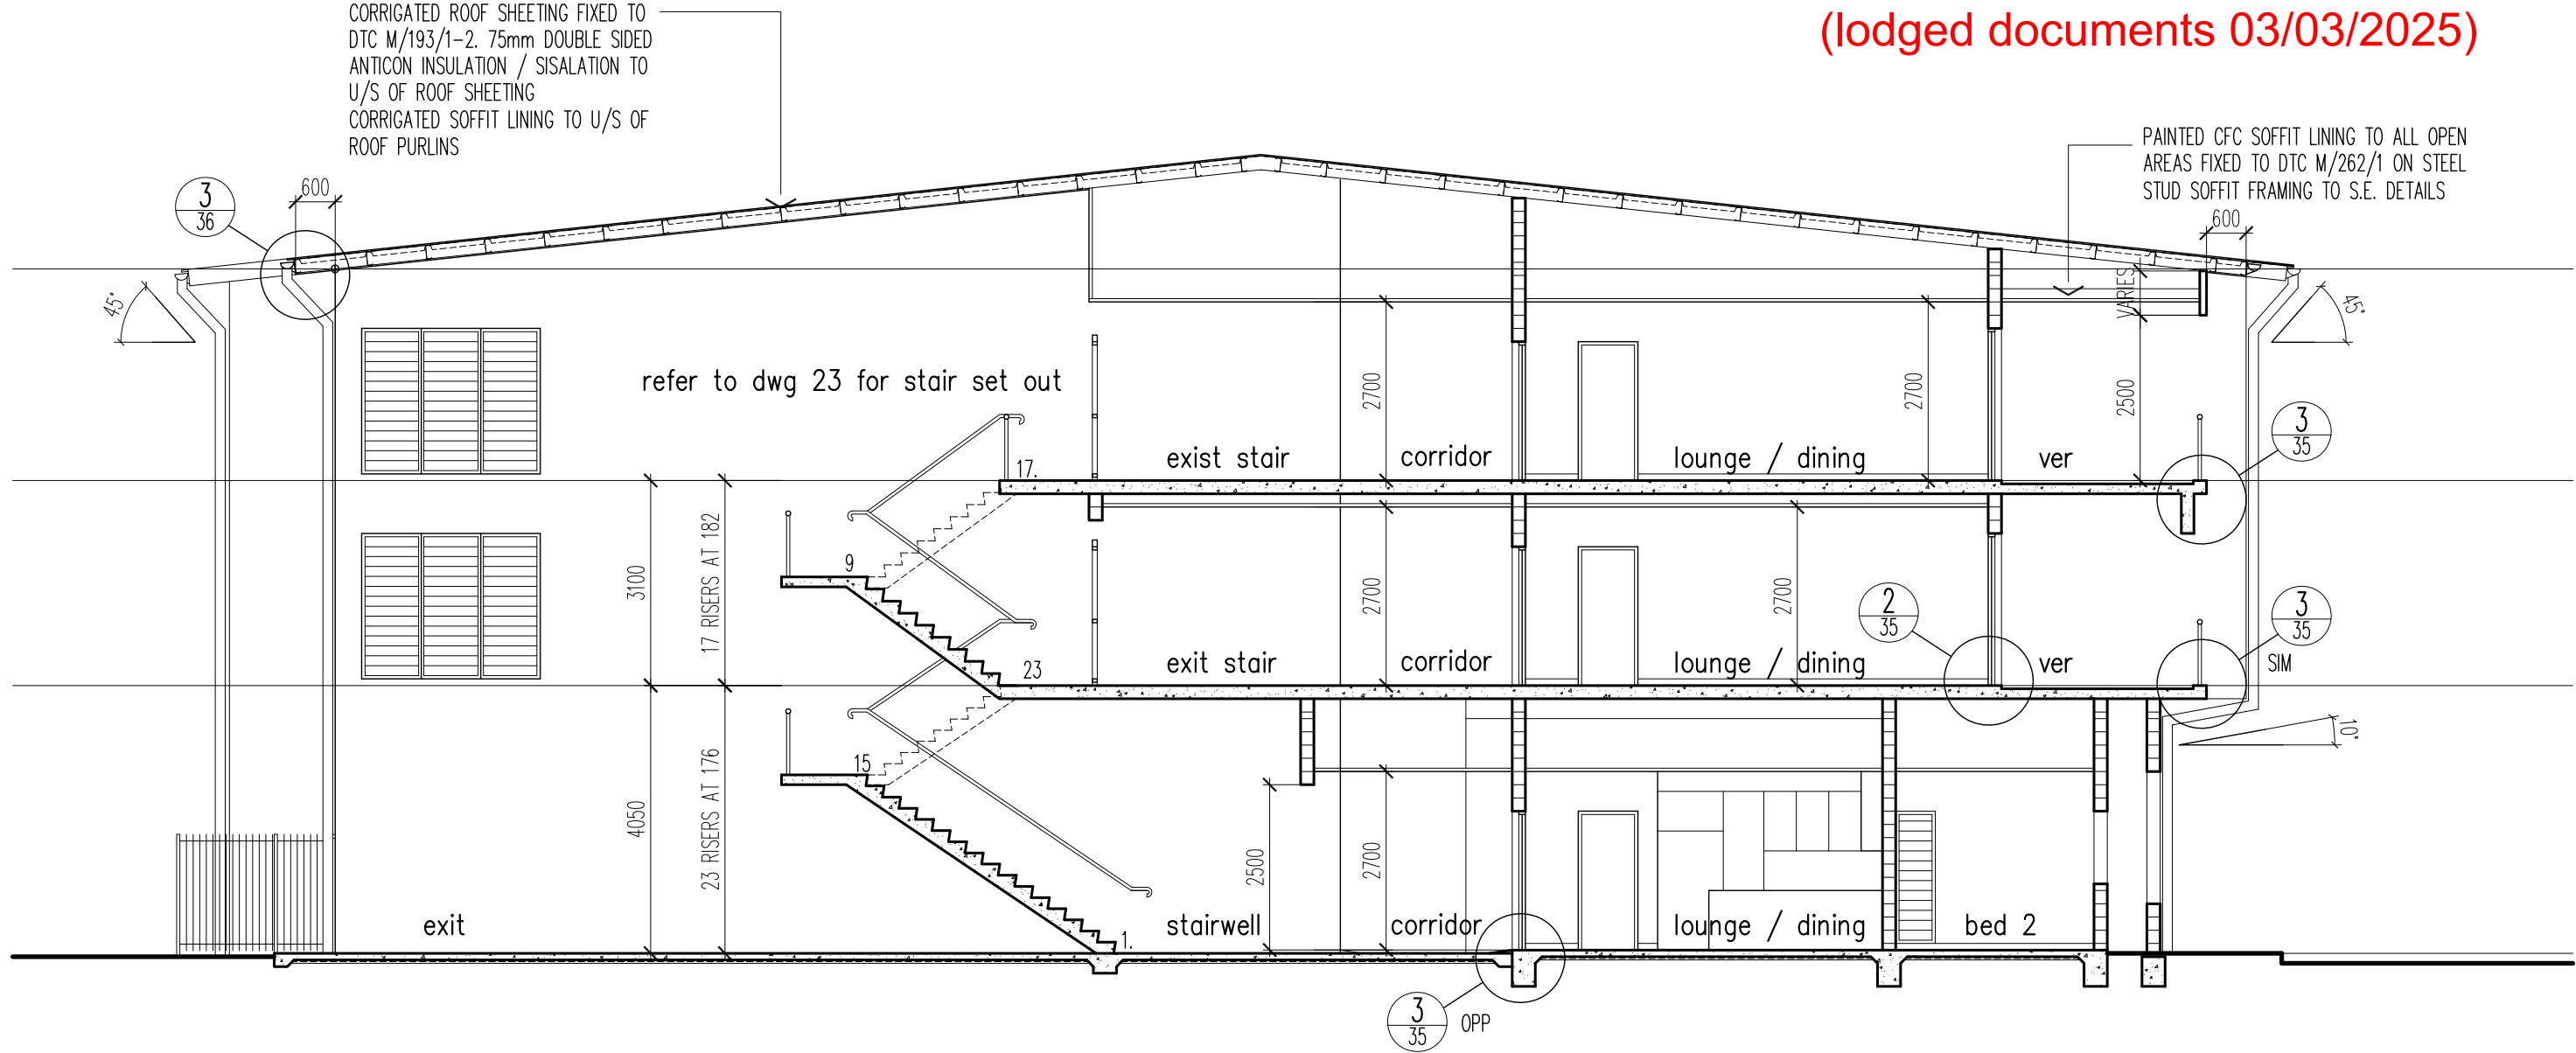 CORRIGATED ROOF SHEETING FIXED TO
DTC M/193/1-2. 75mm DOUBLE SIDED
ANTICON INSULATION / SISALATION TO
U/S OF ROOF SHEETING
CORRIGATED SOFFIT LINING TO U/S OF
ROOF PURLINS
(lodged documents 03/03/2025)
PAINTED CFC SOFFIT LINING TO ALL OPEN
AREAS FIXED TO DTC M/262/1 ON STEEL
STUD SOFFIT FRAMING TO S.E. DETAILS
3
36
600
600
45°
VARIES
45°
refer to dwg 23 for stair set out
2700
2700
2500
3
35
17.
exist stair
corridor
lounge / dining
ver
3100
17 RISERS AT 182
9
2700
2700
2
35
3
35
SIM
23
exit stair
corridor
lounge / dining
ver
10°
4050
23 RISERS AT 176
15
2500
2700
exit
1.
stairwell
corridor
lounge / dining
bed 2
3
35
OPP